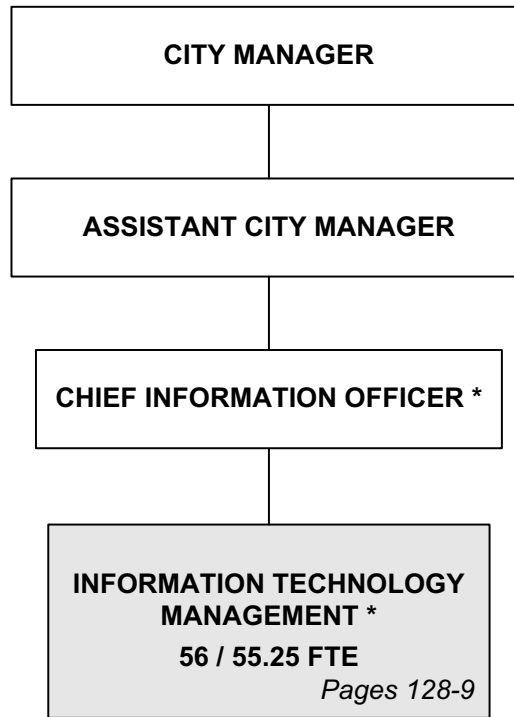 CITY MANAGER
ASSISTANT CITY MANAGER
CHIEF INFORMATION OFFICER *
INFORMATION TECHNOLOGY
MANAGEMENT *
56 / 55.25 FTE
Pages 128-9